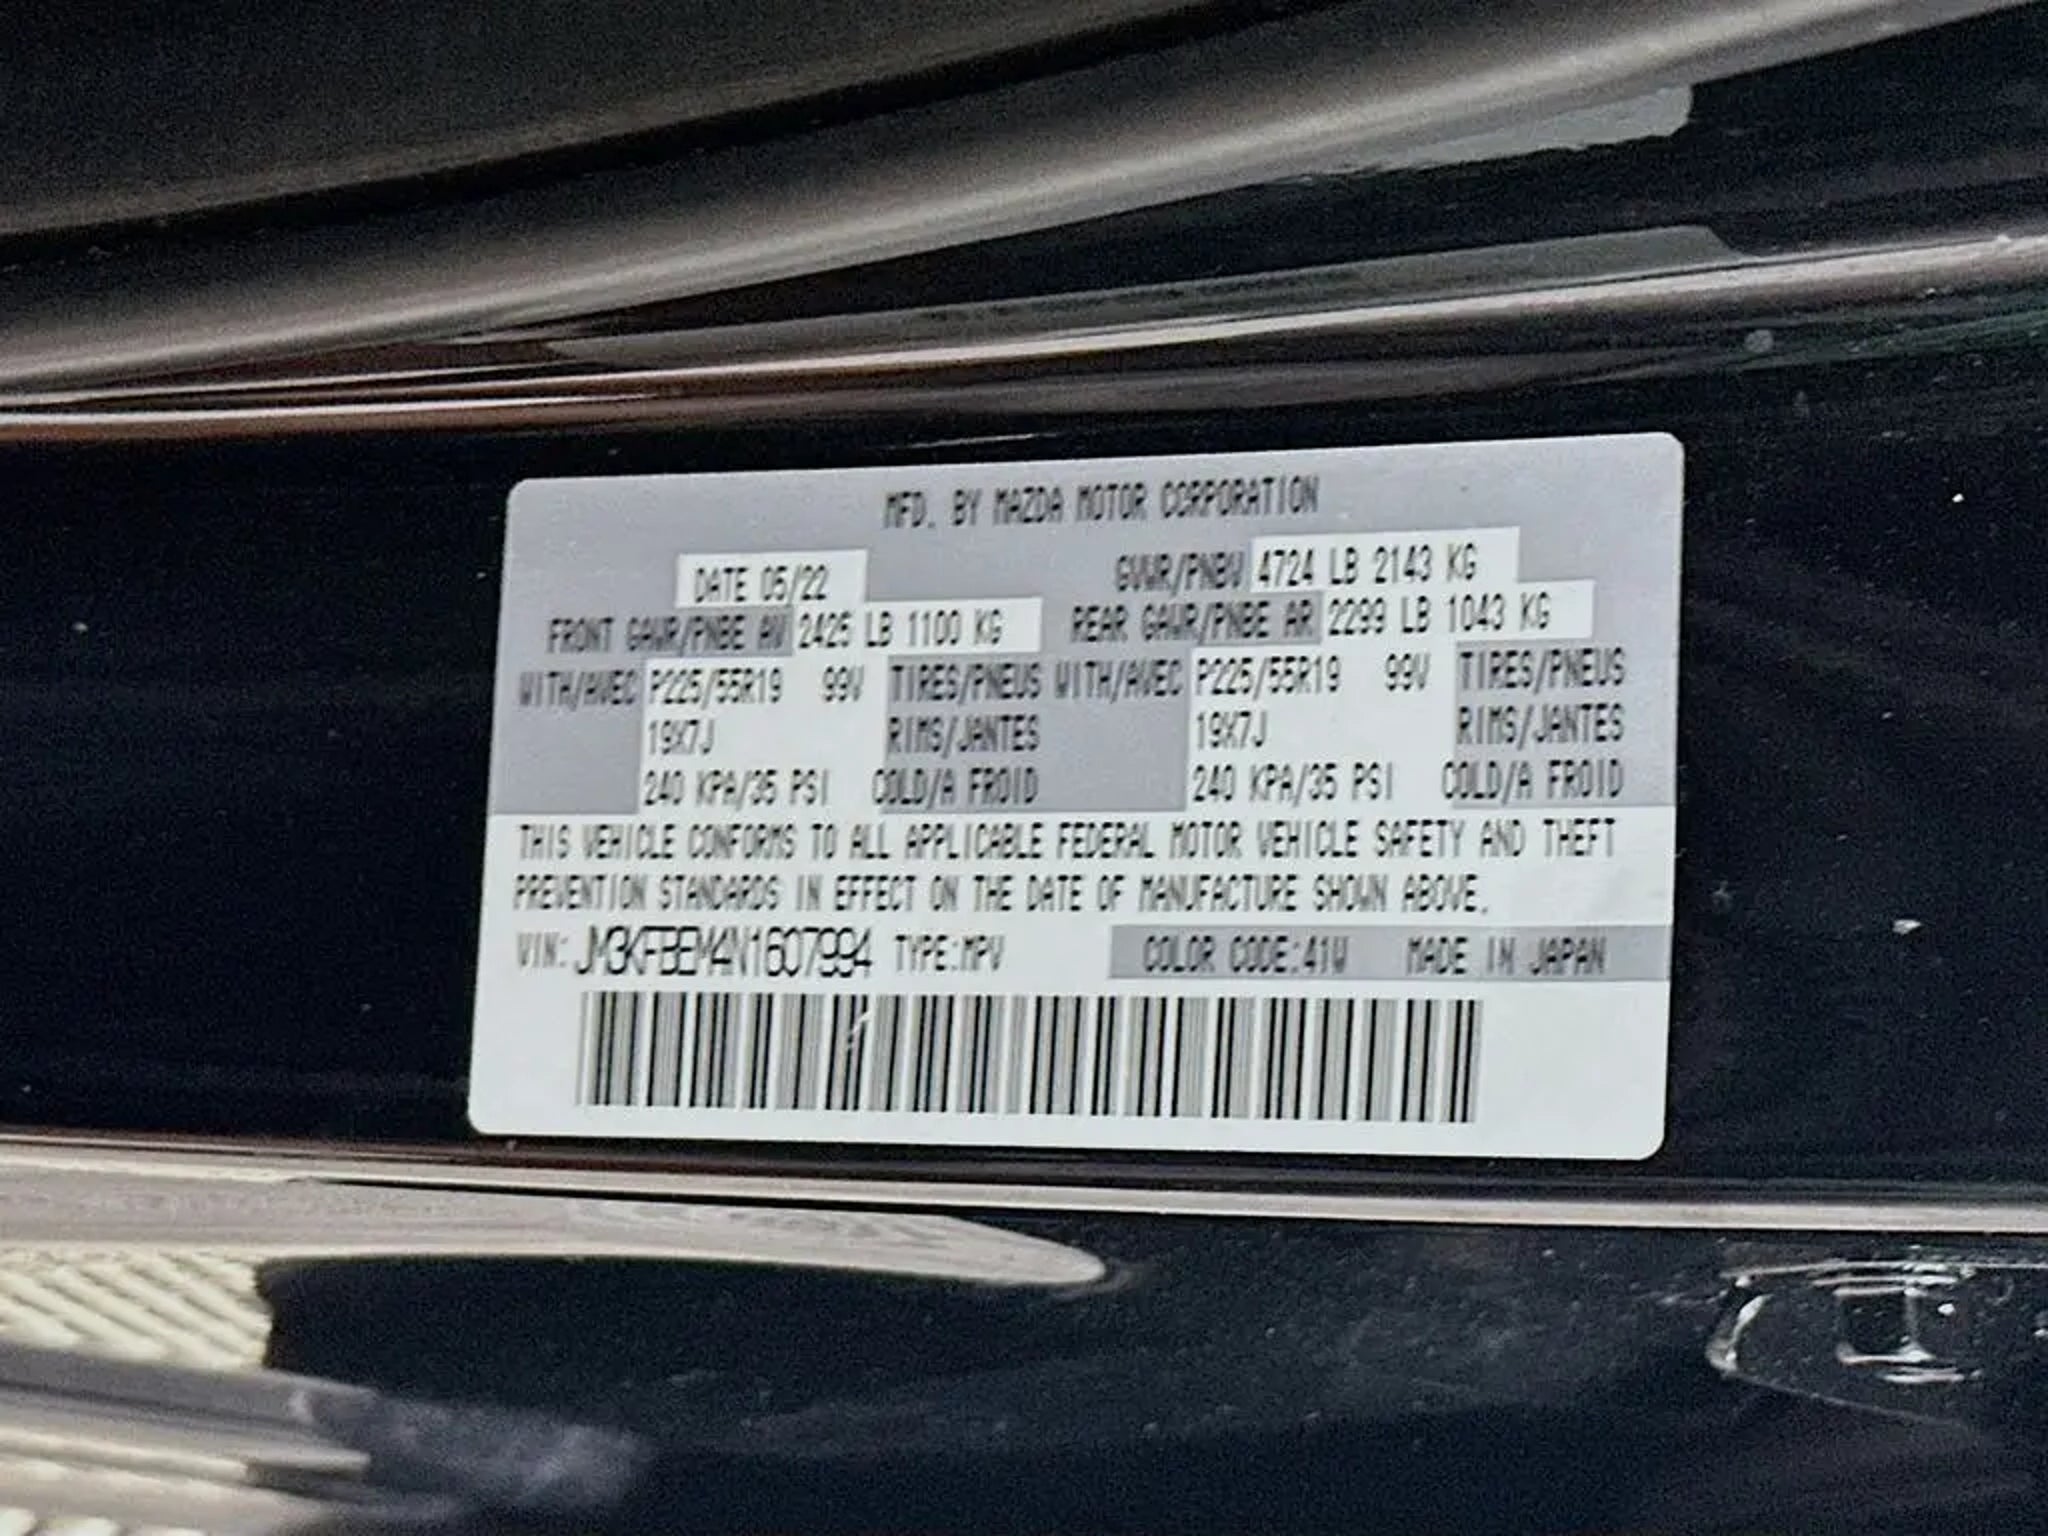 MFD. BY MAZDA MOTOR CORPORATION
DATE 05/22 GVWR/PNBV 4724 LB 2143 KG
FRONT GAWR/PNBE AV 2425 LB 1100 KG REAR GAWR/PNBE AR 2299 LB 1043 KG
WITH/AVEC P225/55R19 99V TIRES/PNEUS WITH/AVEC P225/55R19 99V TIRES/PNEUS
19X7J RIMS/JANTES 19X7J RIMS/JANTES
240 KPA/35 PSI COLD/A FROID 240 KPA/35 PSI COLD/A FROID
THIS VEHICLE CONFORMS TO ALL APPLICABLE FEDERAL MOTOR VEHICLE SAFETY AND THEFT
PREVENTION STANDARDS IN EFFECT ON THE DATE OF MANUFACTURE SHOWN ABOVE.
VIN: JM3KFBEM4N1607994 TYPE:MPV COLOR CODE:41W MADE IN JAPAN